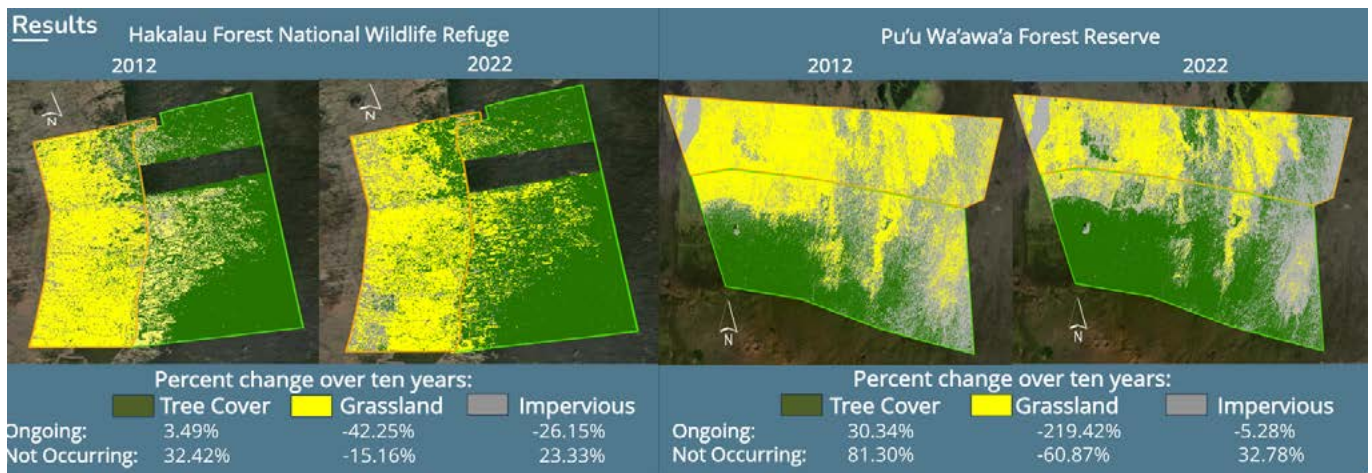 Results
Hakalau Forest National Wildlife Refuge
2012 2022
N N
Percent change over ten years:
Tree Cover Grassland Impervious
Ongoing: 3.49% -42.25% -26.15%
Not Occurring: 32.42% -15.16% 23.33%
Pu'u Wa'awa'a Forest Reserve
2012 2022
N N
Percent change over ten years:
Tree Cover Grassland Impervious
Ongoing: 30.34% -219.42% -5.28%
Not Occurring: 81.30% -60.87% 32.78%